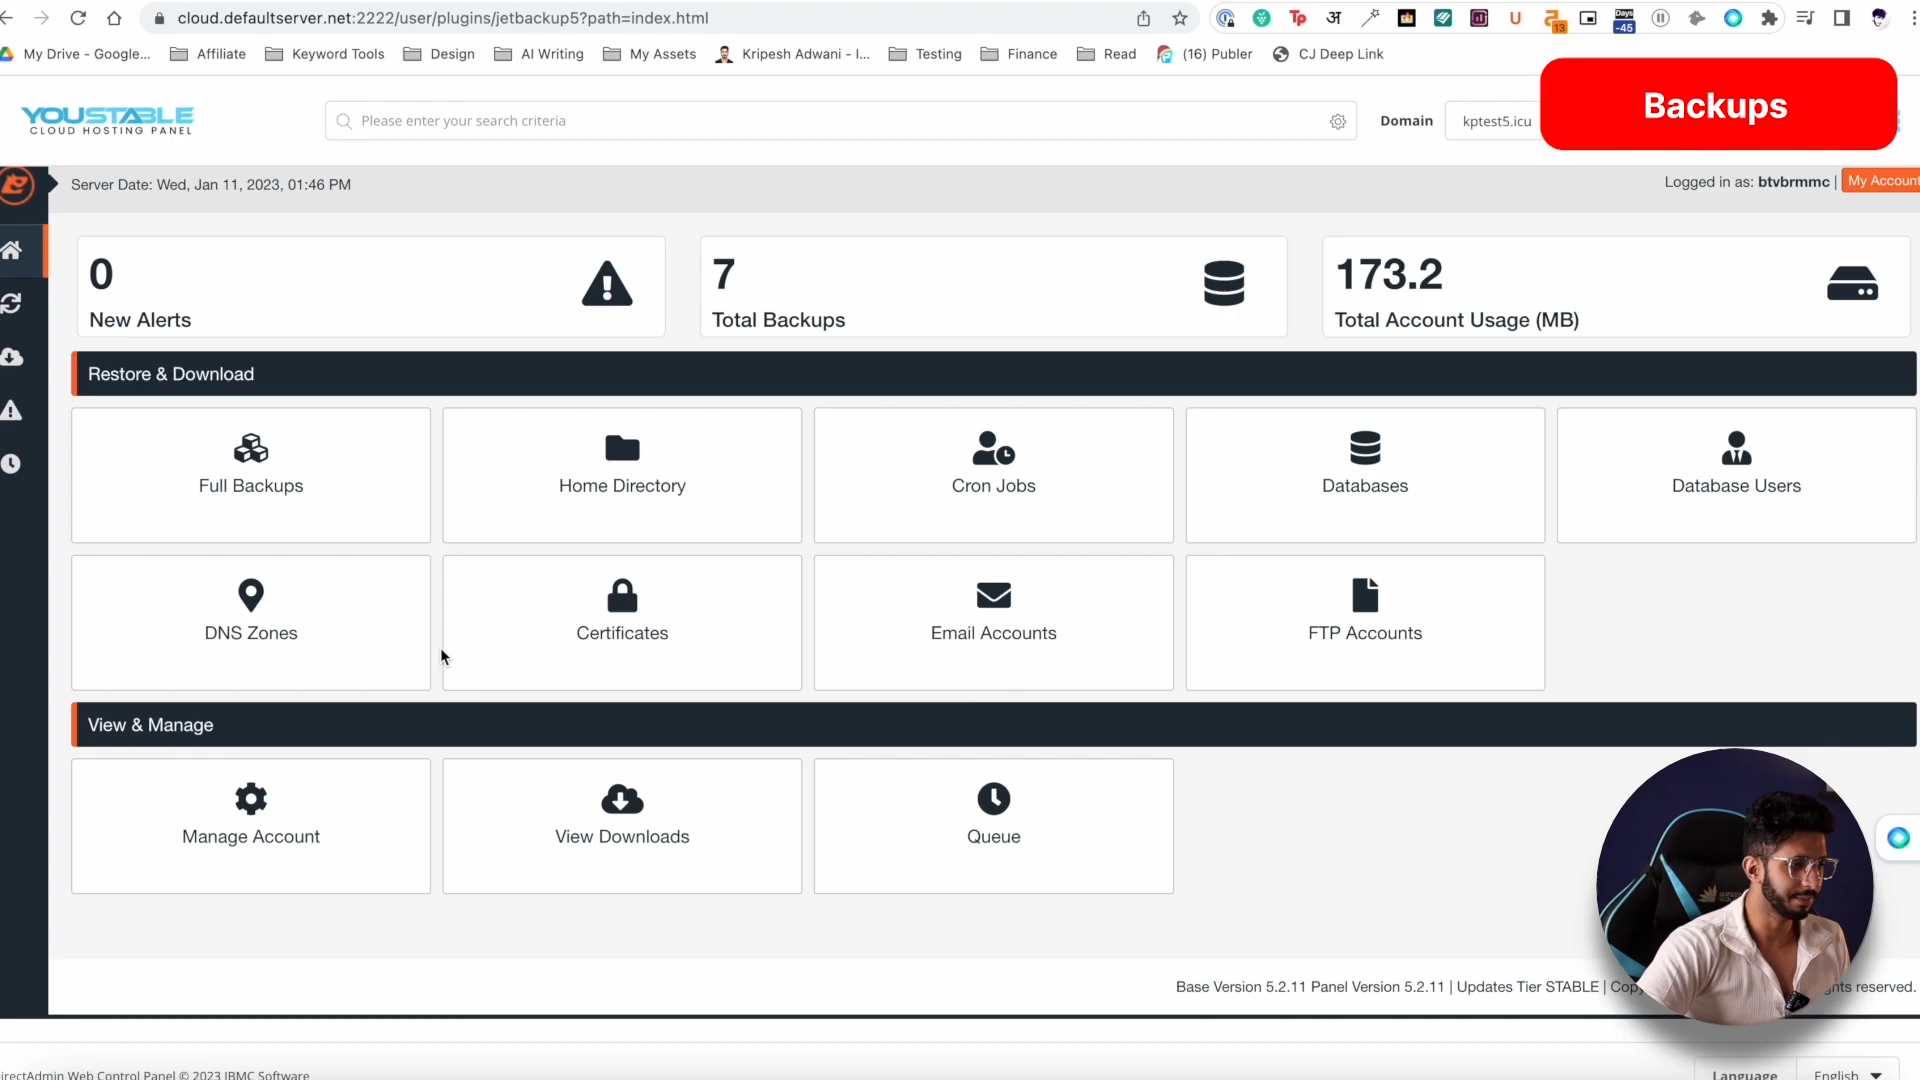 cloud.defaultserver.net:2222/user/plugins/jetbackup5?path=index.html
Tp
अ
U
13
Days
-45
My Drive - Google...
Affiliate
Keyword Tools
Design
AI Writing
My Assets
Kripesh Adwani - I...
Testing
Finance
Read
(16) Publer
CJ Deep Link
YOUSTABLE
CLOUD HOSTING PANEL
Please enter your search criteria
Domain
kptest5.icu
Backups
Server Date: Wed, Jan 11, 2023, 01:46 PM
Logged in as: btvbrmmc |
My Account
0
New Alerts
7
Total Backups
173.2
Total Account Usage (MB)
Restore & Download
Full Backups
Home Directory
Cron Jobs
Databases
Database Users
DNS Zones
Certificates
Email Accounts
FTP Accounts
View & Manage
Manage Account
View Downloads
Queue
Base Version 5.2.11 Panel Version 5.2.11 | Updates Tier STABLE |
reserved.
Web Control Panel © 2023 JBMC Software
Language
English